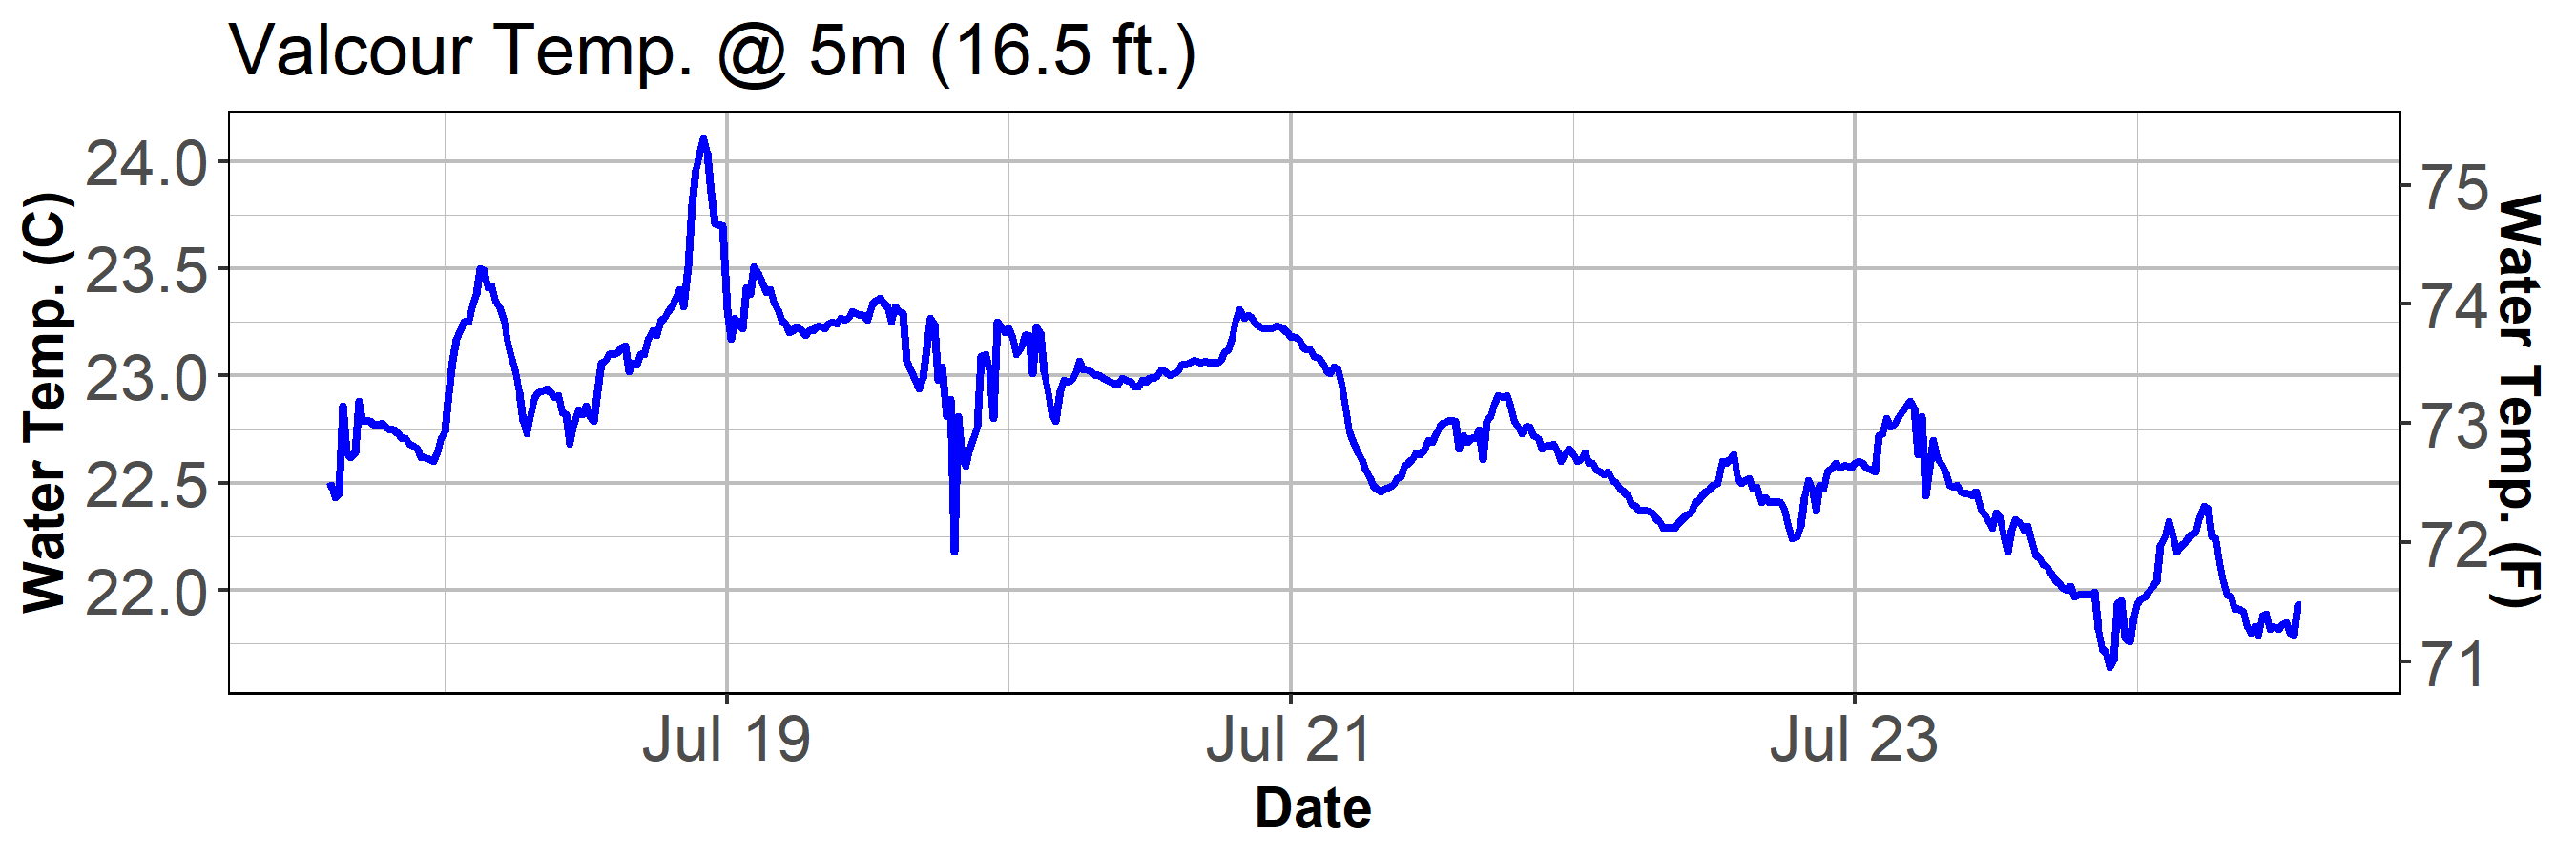 Valcour Temp. @ 5m (16.5 ft.)
Water Temp. (C)
24.0
23.5
23.0
22.5
22.0
75
74
73
72
71
Water Temp. (F)
Jul 19
Jul 21
Jul 23
Date